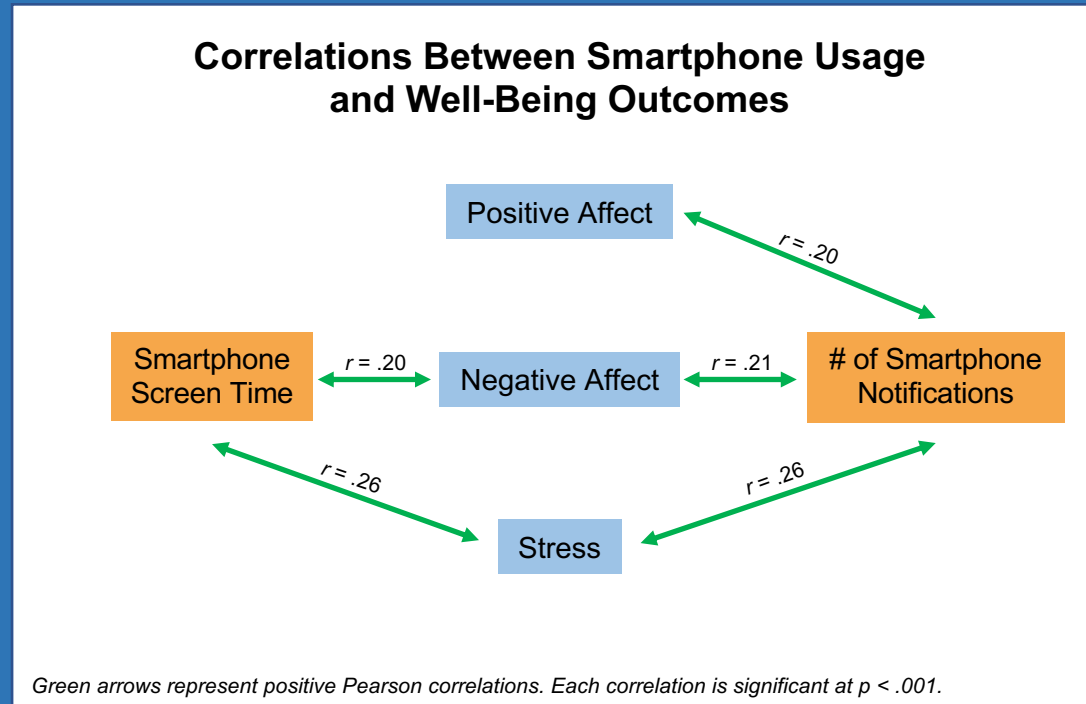 Correlations Between Smartphone Usage
and Well-Being Outcomes
Positive Affect
r = .20
Smartphone
Screen Time
r = .20
Negative Affect
r = .21
# of Smartphone
Notifications
r = .26
r = .26
Stress
Green arrows represent positive Pearson correlations. Each correlation is significant at p < .001.